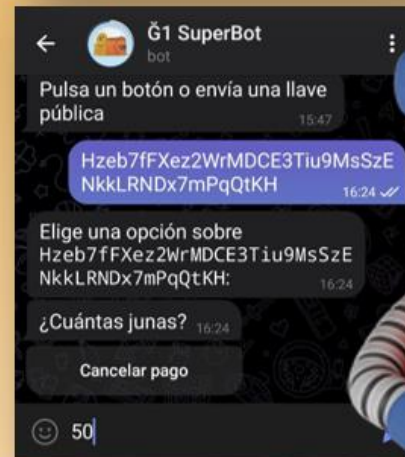 Ğ1 SuperBot
bot
Pulsa un botón o envía una llave
pública
15:47
Hzeb7fFXez2WrMDCE3Tiu9MsSzE
NkkLRNDx7mPqQtKH
16:24
Elige una opción sobre
Hzeb7fFXez2WrMDCE3Tiu9MsSzE
NkkLRNDx7mPqQtKH:
16:24
¿Cuántas junas? 16:24
Cancelar pago
50